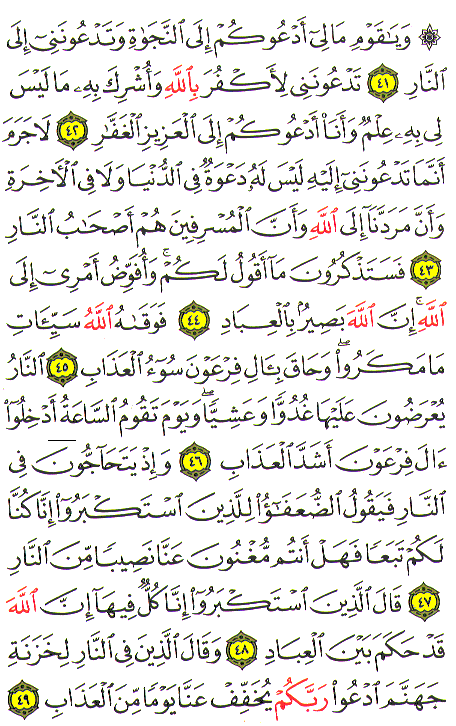 ۞ وَيَٰقَوْمِ مَا لِىٓ أَدْعُوكُمْ إِلَى ٱلنَّجَوٰةِ وَتَدْعُونَنِىٓ إِلَى
ٱلنَّارِ ٤١ تَدْعُونَنِى لِأَكْفُرَ بِٱللَّهِ وَأُشْرِكَ بِهِۦ مَا لَيْسَ
لِى بِهِۦ عِلْمٌ وَأَنَا۠ أَدْعُوكُمْ إِلَى ٱلْعَزِيزِ ٱلْغَفَّٰرِ ٤٢ لَا جَرَمَ
أَنَّمَا تَدْعُونَنِىٓ إِلَيْهِ لَيْسَ لَهُۥ دَعْوَةٌ فِى ٱلدُّنْيَا وَلَا فِى ٱلْأَخِرَةِ
وَأَنَّ مَرَدَّنَآ إِلَى ٱللَّهِ وَأَنَّ ٱلْمُسْرِفِينَ هُمْ أَصْحَٰبُ ٱلنَّارِ
٤٣ فَسَتَذْكُرُونَ مَآ أَقُولُ لَكُمْ ۚ وَأُفَوِّضُ أَمْرِىٓ إِلَى
ٱللَّهِ ۚ إِنَّ ٱللَّهَ بَصِيرٌۢ بِٱلْعِبَادِ ٤٤ فَوَقَىٰهُ ٱللَّهُ سَيِّـَٔاتِ
مَا مَكَرُوا۟ ۖ وَحَاقَ بِـَٔالِ فِرْعَوْنَ سُوٓءُ ٱلْعَذَابِ ٤٥ ٱلنَّارُ
يُعْرَضُونَ عَلَيْهَا غُدُوًّا وَعَشِيًّا ۖ وَيَوْمَ تَقُومُ ٱلسَّاعَةُ أَدْخِلُوٓا۟
ءَالَ فِرْعَوْنَ أَشَدَّ ٱلْعَذَابِ ٤٦ وَإِذْ يَتَحَآجُّونَ فِى
ٱلنَّارِ فَيَقُولُ ٱلضُّعَفَٰٓؤُا۟ لِلَّذِينَ ٱسْتَكْبَرُوٓا۟ إِنَّا كُنَّا
لَكُمْ تَبَعًا فَهَلْ أَنتُم مُّغْنُونَ عَنَّا نَصِيبًا مِّنَ ٱلنَّارِ
٤٧ قَالَ ٱلَّذِينَ ٱسْتَكْبَرُوٓا۟ إِنَّا كُلٌّ فِيهَآ إِنَّ ٱللَّهَ
قَدْ حَكَمَ بَيْنَ ٱلْعِبَادِ ٤٨ وَقَالَ ٱلَّذِينَ فِى ٱلنَّارِ لِخَزَنَةِ
جَهَنَّمَ ٱدْعُوا۟ رَبَّكُمْ يُخَفِّفْ عَنَّا يَوْمًا مِّنَ ٱلْعَذَابِ ٤٩